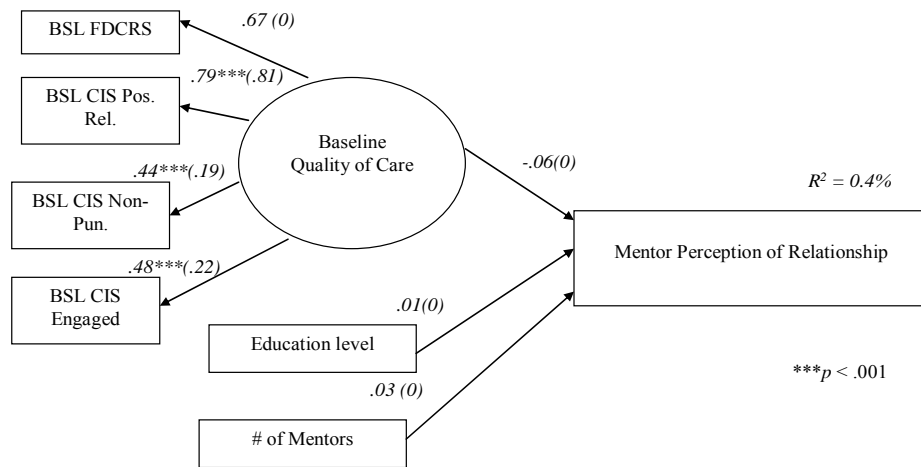 BSL FDCRS
.67 (0)
.79***(.81)
BSL CIS Pos.
Rel.
Baseline
Quality of Care
-.06(0)
R² = 0.4%
.44***(.19)
BSL CIS Non-
Pun.
Mentor Perception of Relationship
.48***(.22)
BSL CIS
Engaged
.01(0)
Education level
***p < .001
.03 (0)
# of Mentors